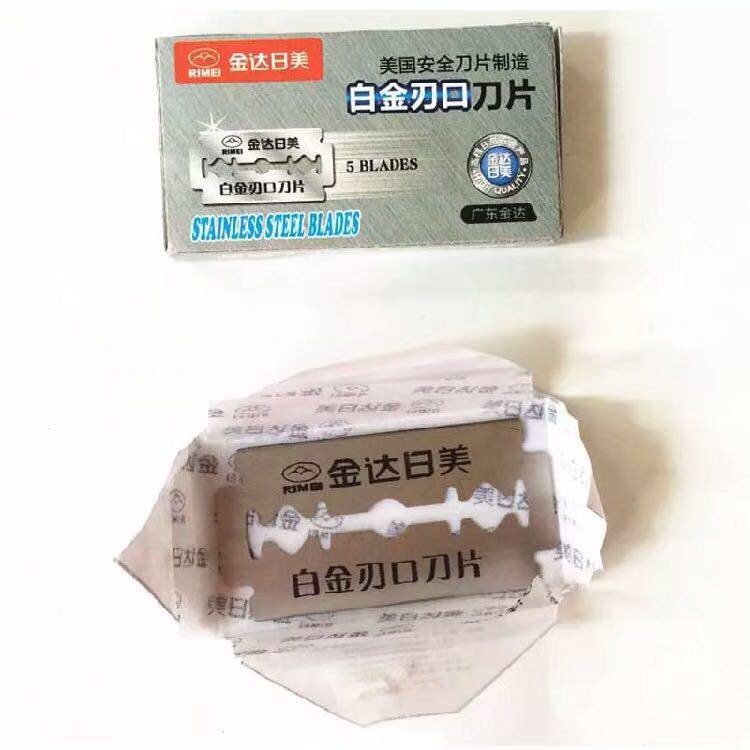 RIMEI 金达日美
美国安全刀片制造
白金刃口刀片
RIMEI 金达日美
白金刃口刀片
5 BLADES
金达
日美
HIGH QUALITY
广东金达
STAINLESS STEEL BLADES
RIMEI 金达日美
白金刃口刀片